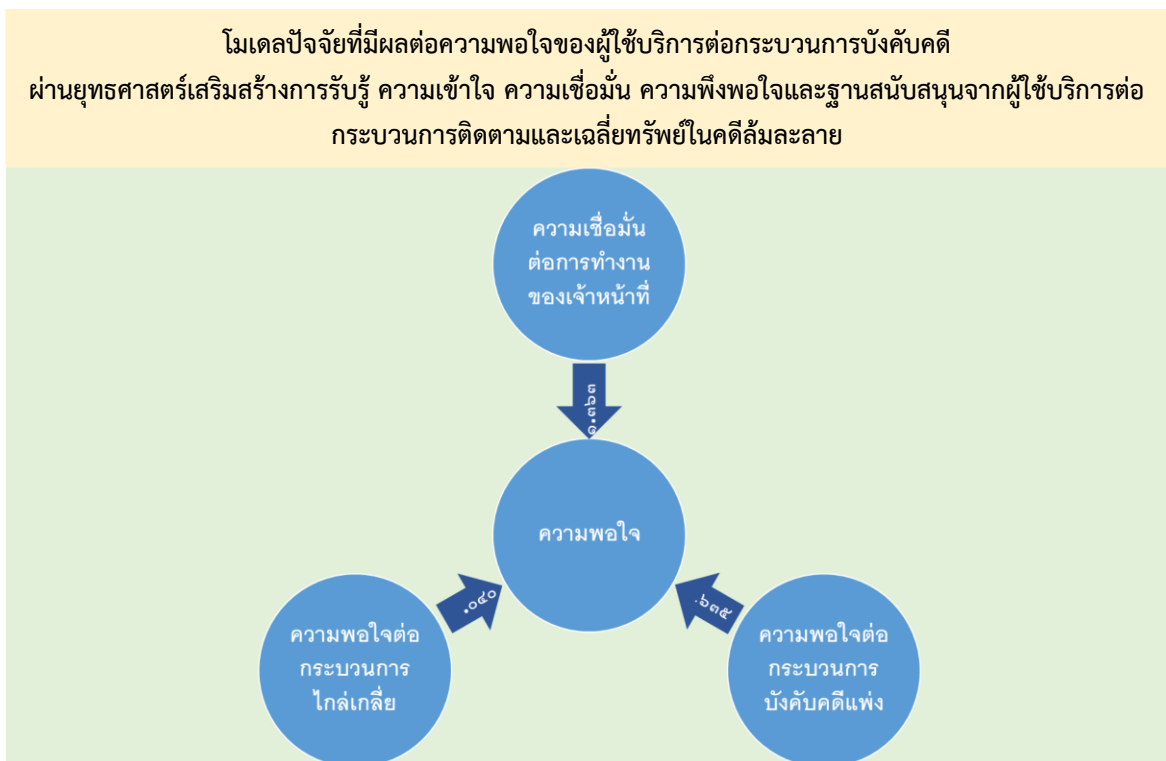 โมเดลปัจจัยที่มีผลต่อความพอใจของผู้ใช้บริการต่อกระบวนการบังคับคดี
ผ่านยุทธศาสตร์เสริมสร้างการรับรู้ ความเข้าใจ ความเชื่อมั่น ความพึงพอใจและฐานสนับสนุนจากผู้ใช้บริการต่อ
กระบวนการติดตามและเฉลี่ยทรัพย์ในคดีล้มละลาย
ความเชื่อมั่น
ต่อการทำงาน
ของเจ้าหน้าที่
๑.๓๖๓
ความพอใจ
.๐๔๐
.๖๓๕
ความพอใจต่อ
กระบวนการ
ไกล่เกลี่ย
ความพอใจต่อ
กระบวนการ
บังคับคดีแพ่ง